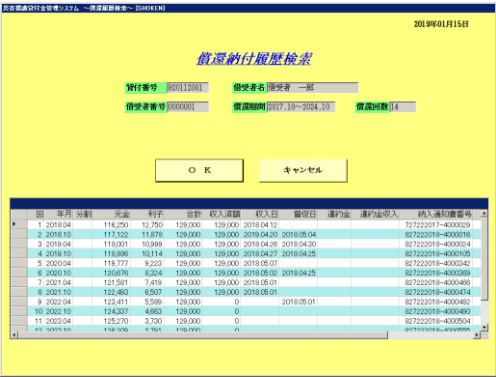 災害援護貸付金管理システム ～償還履歴検索～ [SHOKEN]
2019年01月15日
償還納付履歴検索
貸付番号 S20112001 借受者名 借受者 一郎
借受者番号 0000001 償還期間 2017.10～2024.10 償還回数 14
O K キャンセル
回 年月 分割 元金 利子 合計 収入済額 収入日 督促日 違約金 違約金収入 納入通知書番号
1 2018.04 116,250 12,750 129,000 129,000 2018.04.12 727222017-4000029
2 2018.10 117,122 11,878 129,000 129,000 2019.04.20 2018.05.04 827222018-4000016
3 2019.04 118,001 10,999 129,000 129,000 2018.04.26 2018.04.30 827222018-4000024
4 2019.10 118,886 10,114 129,000 129,000 2018.04.27 2018.04.25 827222018-4000105
5 2020.04 119,777 9,223 129,000 129,000 2018.05.07 827222018-4000342
6 2020.10 120,676 8,324 129,000 129,000 2018.05.02 2018.04.25 827222018-4000369
7 2021.04 121,581 7,419 129,000 129,000 2018.05.01 827222018-4000466
8 2021.10 122,493 6,507 129,000 129,000 2018.05.01 827222018-4000474
9 2022.04 123,411 5,589 129,000 0 2018.05.01 827222018-4000482
10 2022.10 124,337 4,663 129,000 0 827222018-4000490
11 2023.04 125,270 3,730 129,000 0 827222018-4000504
12 2023.10 126,209 2,791 129,000 0 827222018-4000555